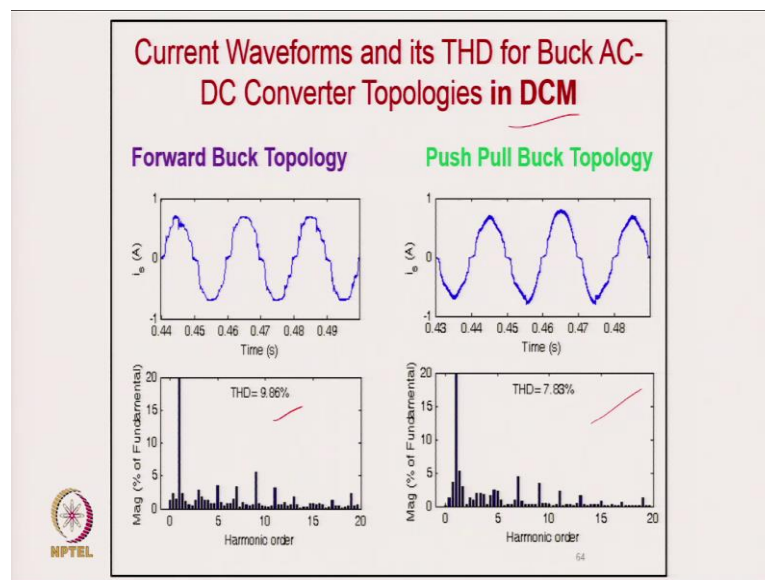 Current Waveforms and its THD for Buck AC-
DC Converter Topologies in DCM
Forward Buck Topology
Push Pull Buck Topology
1
0
-1
i_s (A)
0.44 0.45 0.46 0.47 0.48 0.49
Time (s)
1
0
-1
i_s (A)
0.43 0.44 0.45 0.46 0.47 0.48
Time (s)
20
15
10
5
0
Mag (% of Fundamental)
THD= 9.86%
0 5 10 15 20
Harmonic order
20
15
10
5
0
Mag (% of Fundamental)
THD= 7.83%
0 5 10 15 20
Harmonic order
NPTEL
64